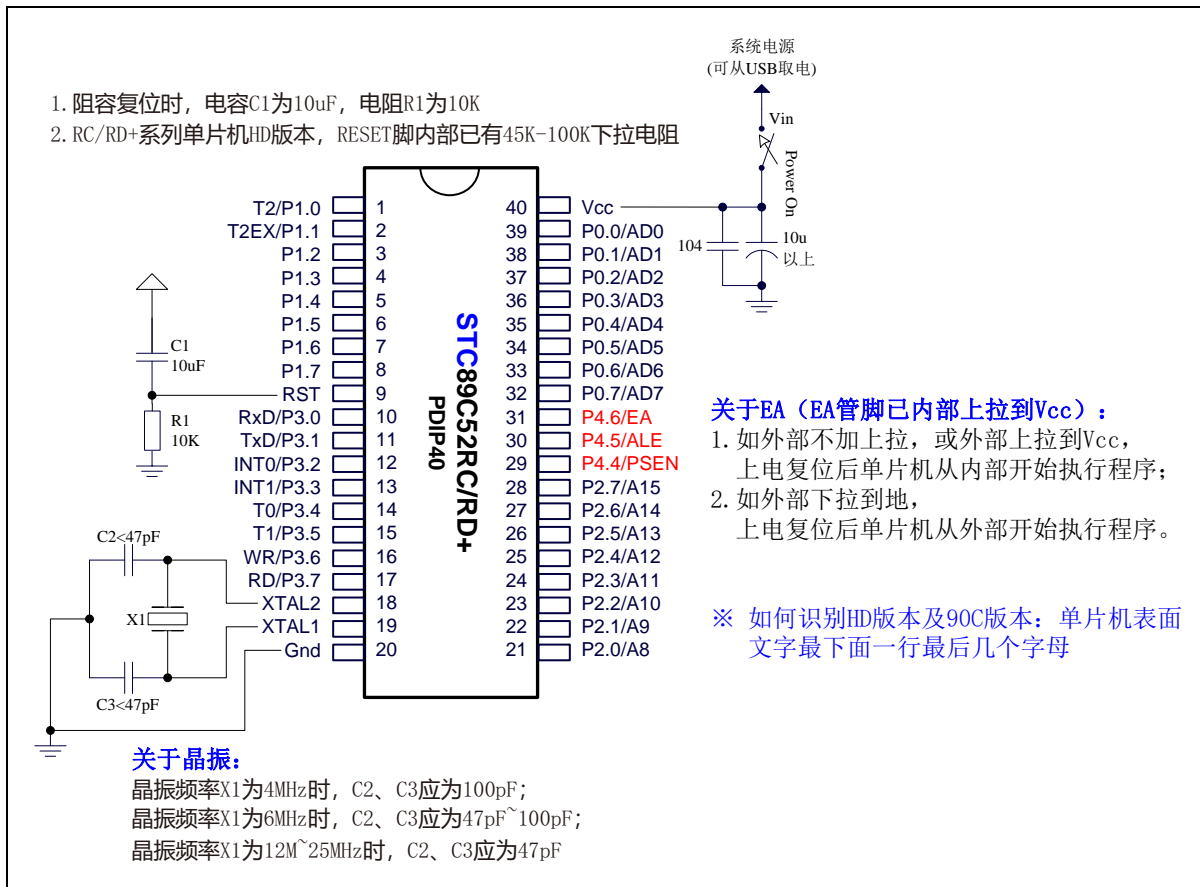 系统电源
(可从USB取电)
Vin
Power On
1.阻容复位时，电容C1为10uF，电阻R1为10K
2.RC/RD+系列单片机HD版本，RESET脚内部已有45K-100K下拉电阻
T2/P1.0 1 40 Vcc
T2EX/P1.1 2 39 P0.0/AD0
P1.2 3 38 P0.1/AD1
P1.3 4 37 P0.2/AD2
P1.4 5 36 P0.3/AD3
P1.5 6 35 P0.4/AD4
P1.6 7 34 P0.5/AD5
P1.7 8 33 P0.6/AD6
RST 9 32 P0.7/AD7
RxD/P3.0 10 31 P4.6/EA
TxD/P3.1 11 30 P4.5/ALE
INT0/P3.2 12 29 P4.4/PSEN
INT1/P3.3 13 28 P2.7/A15
T0/P3.4 14 27 P2.6/A14
T1/P3.5 15 26 P2.5/A13
WR/P3.6 16 25 P2.4/A12
RD/P3.7 17 24 P2.3/A11
XTAL2 18 23 P2.2/A10
XTAL1 19 22 P2.1/A9
Gnd 20 21 P2.0/A8
STC89C52RC/RD+
PDIP40
104
10u
以上
C1
10uF
R1
10K
C2<47pF
X1
C3<47pF
关于EA（EA管脚已内部上拉到Vcc）：
1.如外部不加上拉，或外部上拉到Vcc，
上电复位后单片机从内部开始执行程序；
2.如外部下拉到地，
上电复位后单片机从外部开始执行程序。
※ 如何识别HD版本及90C版本：单片机表面
文字最下面一行最后几个字母
关于晶振：
晶振频率X1为4MHz时，C2、C3应为100pF；
晶振频率X1为6MHz时，C2、C3应为47pF~100pF；
晶振频率X1为12M~25MHz时，C2、C3应为47pF